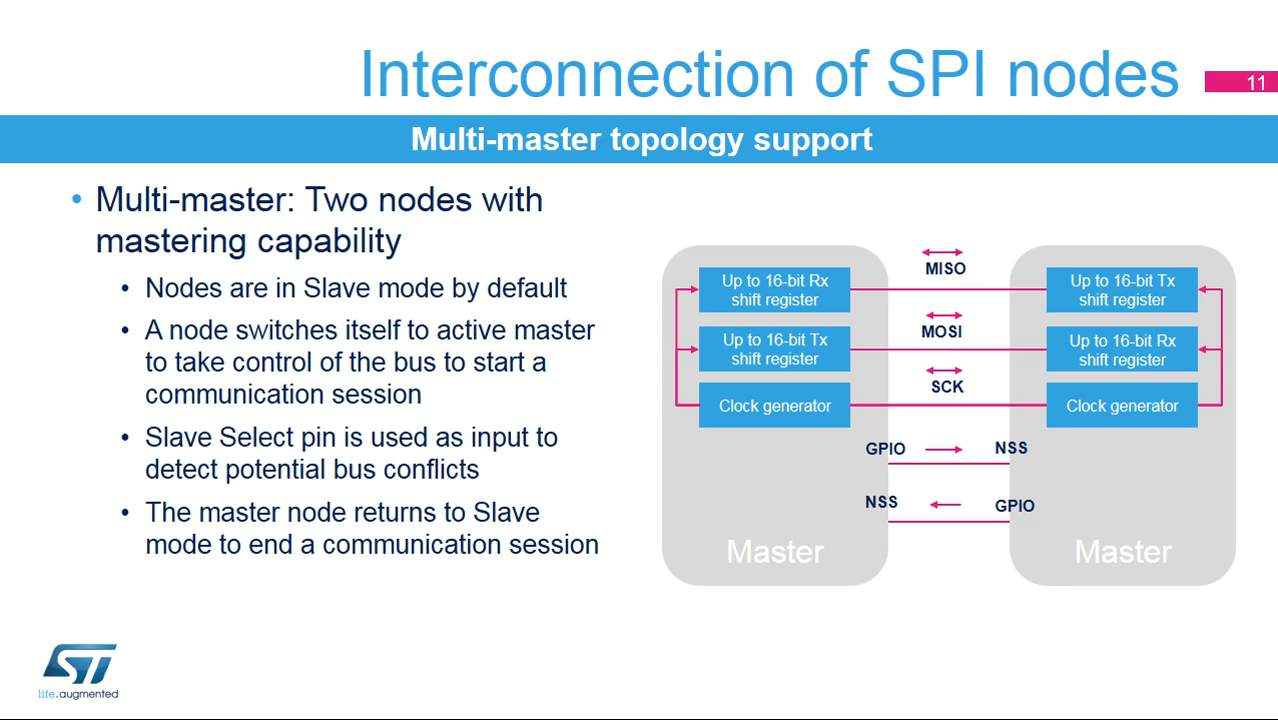 Interconnection of SPI nodes
11
Multi-master topology support
• Multi-master: Two nodes with
mastering capability
• Nodes are in Slave mode by default
• A node switches itself to active master
to take control of the bus to start a
communication session
• Slave Select pin is used as input to
detect potential bus conflicts
• The master node returns to Slave
mode to end a communication session
MISO
Up to 16-bit Rx
shift register
Up to 16-bit Tx
shift register
MOSI
Up to 16-bit Tx
shift register
Up to 16-bit Rx
shift register
SCK
Clock generator
Clock generator
GPIO
NSS
NSS
GPIO
Master
Master
ST
life.augmented